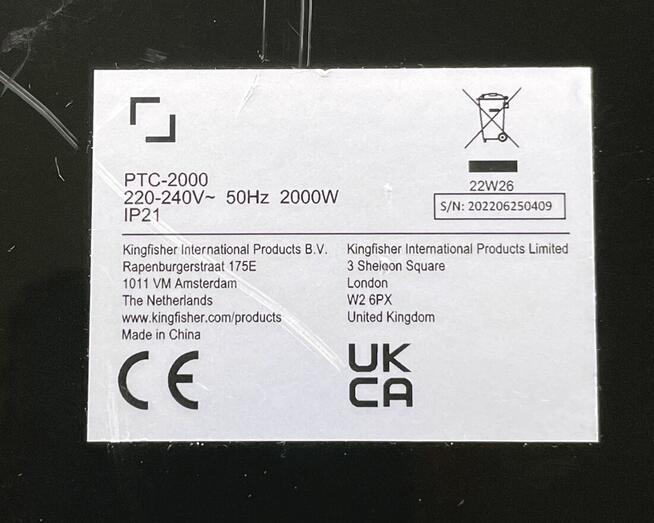 PTC-2000
220-240V~ 50Hz 2000W
IP21
22W26
S/N: 202206250409
Kingfisher International Products B.V.
Rapenburgerstraat 175E
1011 VM Amsterdam
The Netherlands
www.kingfisher.com/products
Made in China
CE
Kingfisher International Products Limited
3 Sheldon Square
London
W2 6PX
United Kingdom
UK
CA